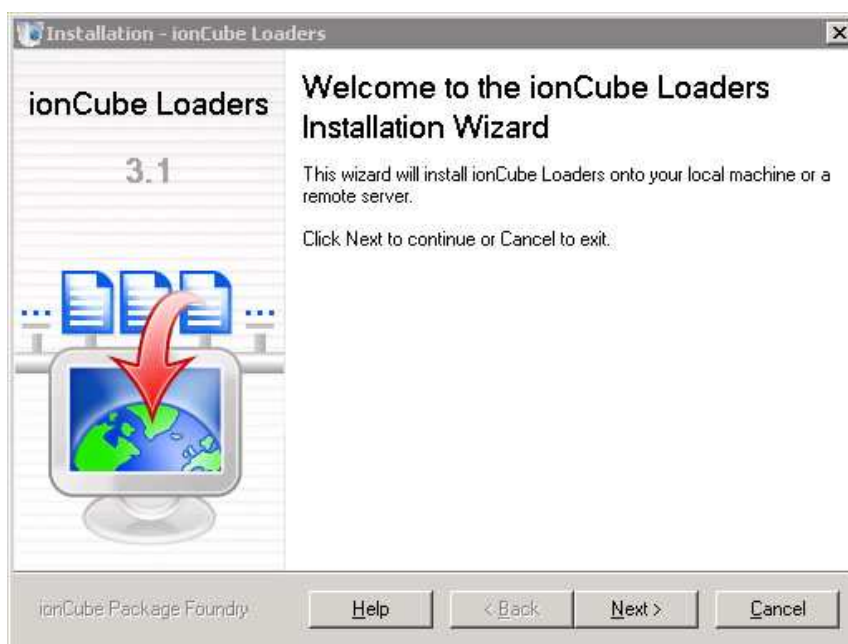 Installation - ionCube Loaders
ionCube Loaders
3.1
Welcome to the ionCube Loaders
Installation Wizard
This wizard will install ionCube Loaders onto your local machine or a
remote server.
Click Next to continue or Cancel to exit.
ionCube Package Foundry
Help
< Back
Next >
Cancel